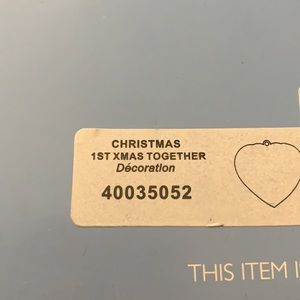 CHRISTMAS
1ST XMAS TOGETHER
Décoration
40035052
THIS ITEM